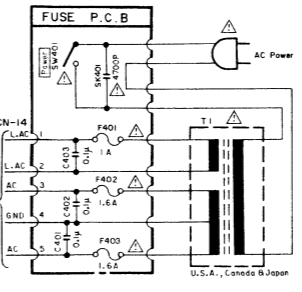 FUSE P.C.B
Power
SW401
SK401
4700P
AC Power
CN-14
L.AC 1
F401
1A
C403
0.1μ
T1
L.AC 2
AC 3
F402
1.6A
C402
0.1μ
GND 4
C401
0.1μ
AC 5
F403
1.6A
U.S.A., Canada & Japan